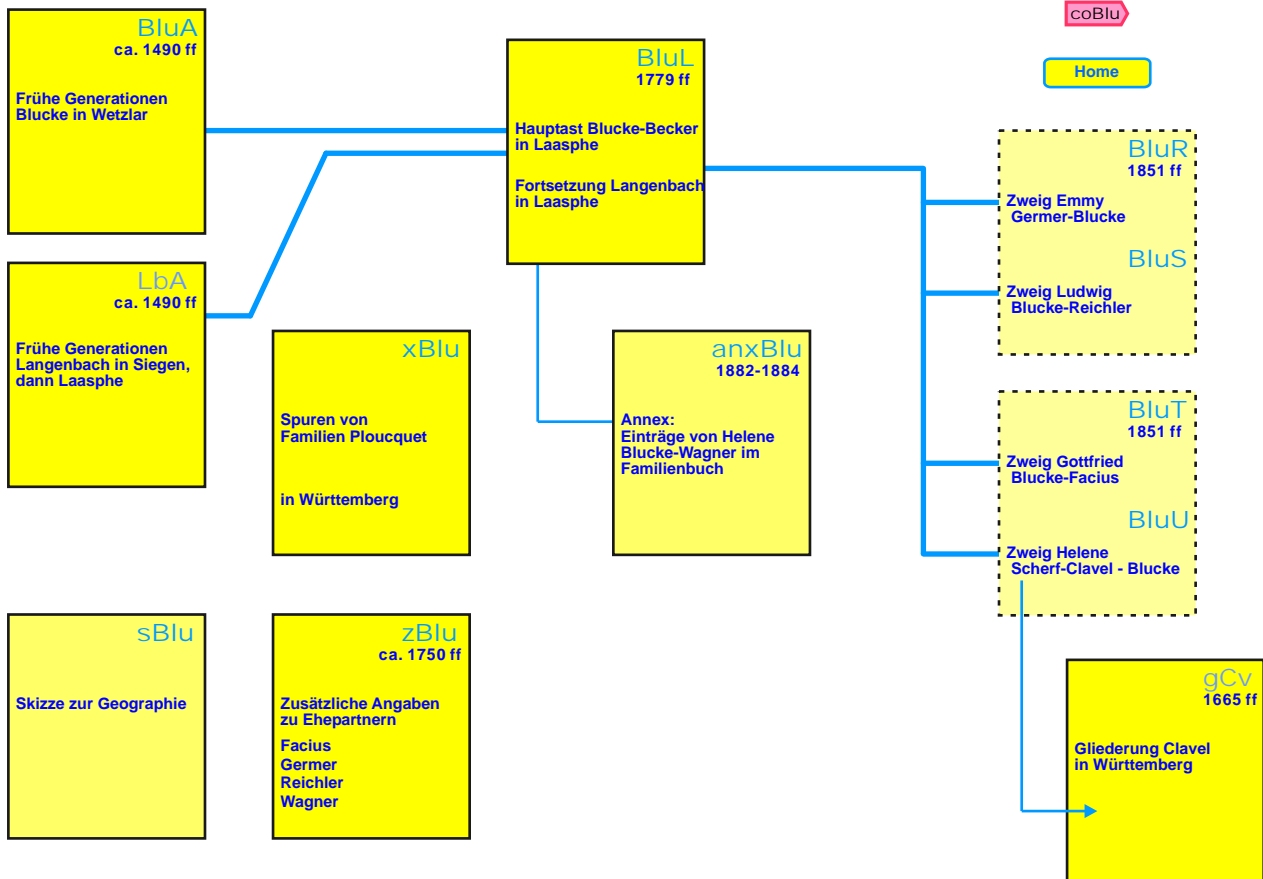 coBlu
Home
BluA
ca. 1490 ff
Frühe Generationen
Blucke in Wetzlar
BluL
1779 ff
Hauptast Blucke-Becker
in Laasphe
Fortsetzung Langenbach
in Laasphe
BluR
1851 ff
Zweig Emmy
Germer-Blucke
BluS
Zweig Ludwig
Blucke-Reichler
LbA
ca. 1490 ff
Frühe Generationen
Langenbach in Siegen,
dann Laasphe
xBlu
Spuren von
Familien Ploucquet
in Württemberg
anxBlu
1882-1884
Annex:
Einträge von Helene
Blucke-Wagner im
Familienbuch
BluT
1851 ff
Zweig Gottfried
Blucke-Facius
BluU
Zweig Helene
Scherf-Clavel - Blucke
sBlu
Skizze zur Geographie
zBlu
ca. 1750 ff
Zusätzliche Angaben
zu Ehepartnern
Facius
Germer
Reichler
Wagner
gCv
1665 ff
Gliederung Clavel
in Württemberg